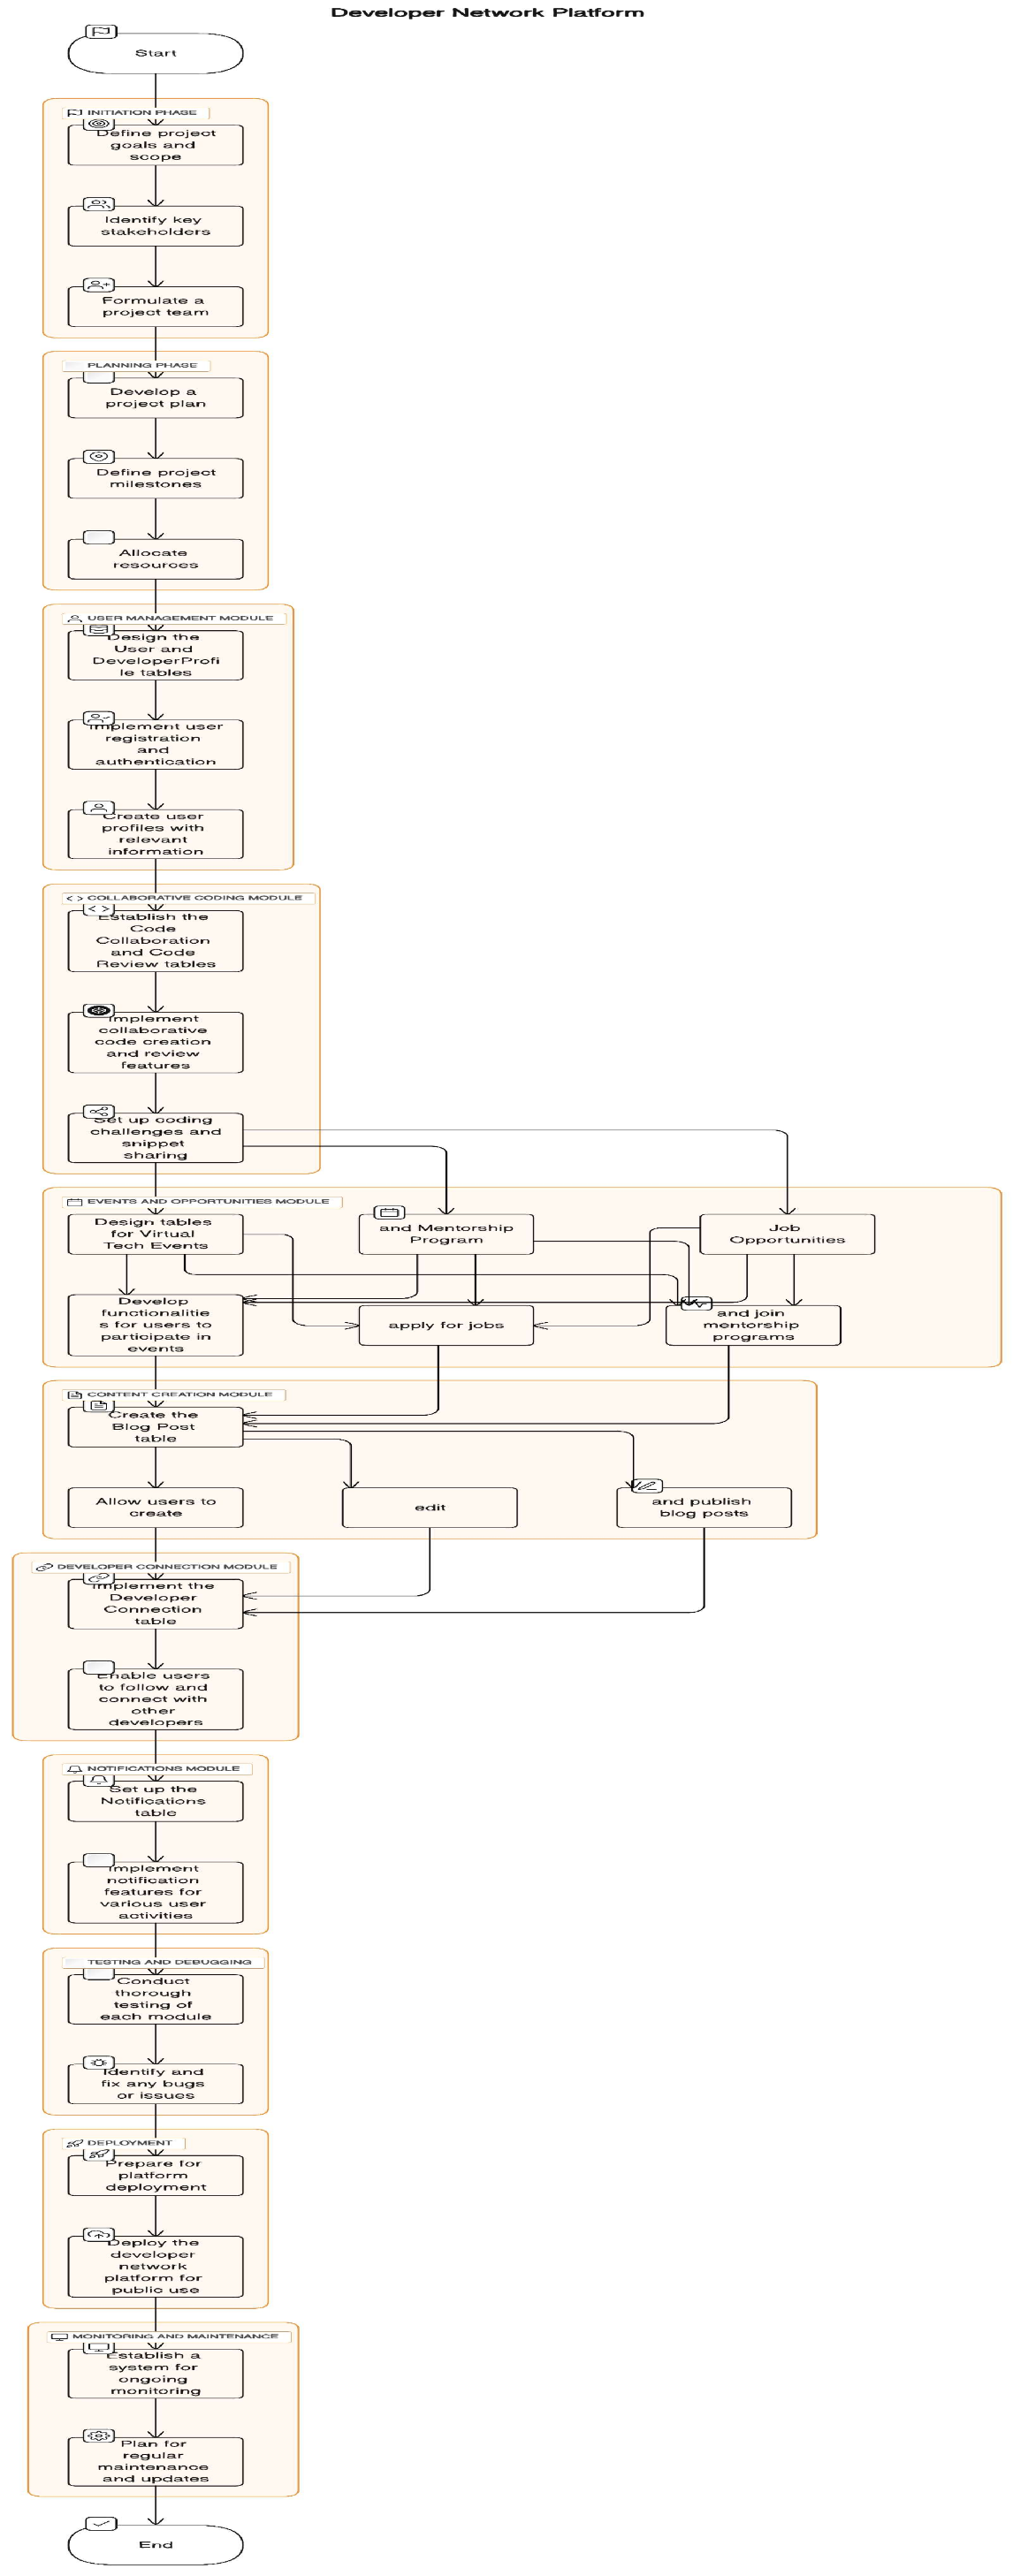 Developer Network Platform
Start
INITIATION PHASE
Define project
goals and
scope
Identify key
stakeholders
Formulate a
project team
PLANNING PHASE
Develop a
project plan
Define project
milestones
Allocate
resources
USER MANAGEMENT MODULE
Design the
User and
DeveloperProfi
le tables
Implement user
registration
and
authentication
Create user
profiles with
relevant
information
COLLABORATIVE CODING MODULE
Establish the
Code
Collaboration
and Code
Review tables
Implement
collaborative
code creation
and review
features
Set up coding
challenges and
snippet
sharing
EVENTS AND OPPORTUNITIES MODULE
Design tables
for Virtual
Tech Events
and Mentorship
Program
Job
Opportunities
Develop
functionalitie
s for users to
participate in
events
apply for jobs
and join
mentorship
programs
CONTENT CREATION MODULE
Create the
Blog Post
table
Allow users to
create
edit
and publish
blog posts
DEVELOPER CONNECTION MODULE
Implement the
Developer
Connection
table
Enable users
to follow and
connect with
other
developers
NOTIFICATIONS MODULE
Set up the
Notifications
table
Implement
notification
features for
various user
activities
TESTING AND DEBUGGING
Conduct
thorough
testing of
each module
Identify and
fix any bugs
or issues
DEPLOYMENT
Prepare for
platform
deployment
Deploy the
developer
network
platform for
public use
MONITORING AND MAINTENANCE
Establish a
system for
ongoing
monitoring
Plan for
regular
maintenance
and updates
End